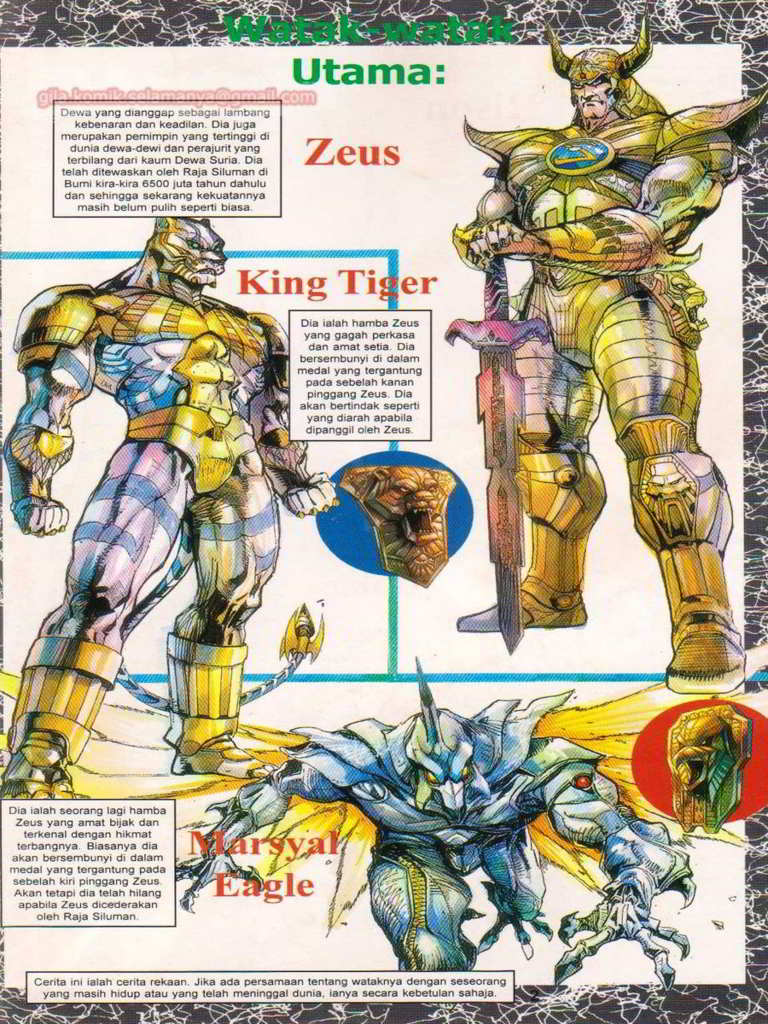 Watak-watak
Utama:
gila.komik.selamanya@gmail.com
Dewa yang dianggap sebagai lambang
kebenaran dan keadilan. Dia juga
merupakan pemimpin yang tertinggi di
dunia dewa-dewi dan perajurit yang
terbilang dari kaum Dewa Suria. Dia
telah ditewaskan oleh Raja Siluman di
Bumi kira-kira 6500 juta tahun dahulu
dan sehingga sekarang kekuatannya
masih belum pulih seperti biasa.
Zeus
King Tiger
Dia ialah hamba Zeus
yang gagah perkasa
dan amat setia. Dia
bersembunyi di dalam
medal yang tergantung
pada sebelah kanan
pinggang Zeus. Dia
akan bertindak seperti
yang diarah apabila
dipanggil oleh Zeus.
Dia ialah seorang lagi hamba
Zeus yang amat bijak dan
terkenal dengan hikmat
terbangnya. Biasanya dia
akan bersembunyi di dalam
medal yang tergantung pada
sebelah kiri pinggang Zeus.
Akan tetapi dia telah hilang
apabila Zeus dicederakan
oleh Raja Siluman.
Marsyal
Eagle
Cerita ini ialah cerita rekaan. Jika ada persamaan tentang wataknya dengan seseorang
yang masih hidup atau yang telah meninggal dunia, ianya secara kebetulan sahaja.
2